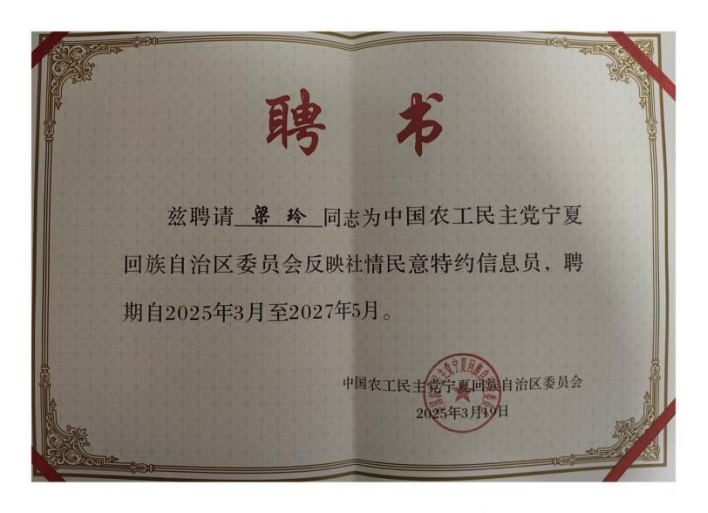 聘书
兹聘请 梁玲 同志为中国农工民主党宁夏
回族自治区委员会反映社情民意特约信息员，聘
期自2025年3月至2027年5月。
中国农工民主党宁夏回族自治区委员会
2025年3月19日